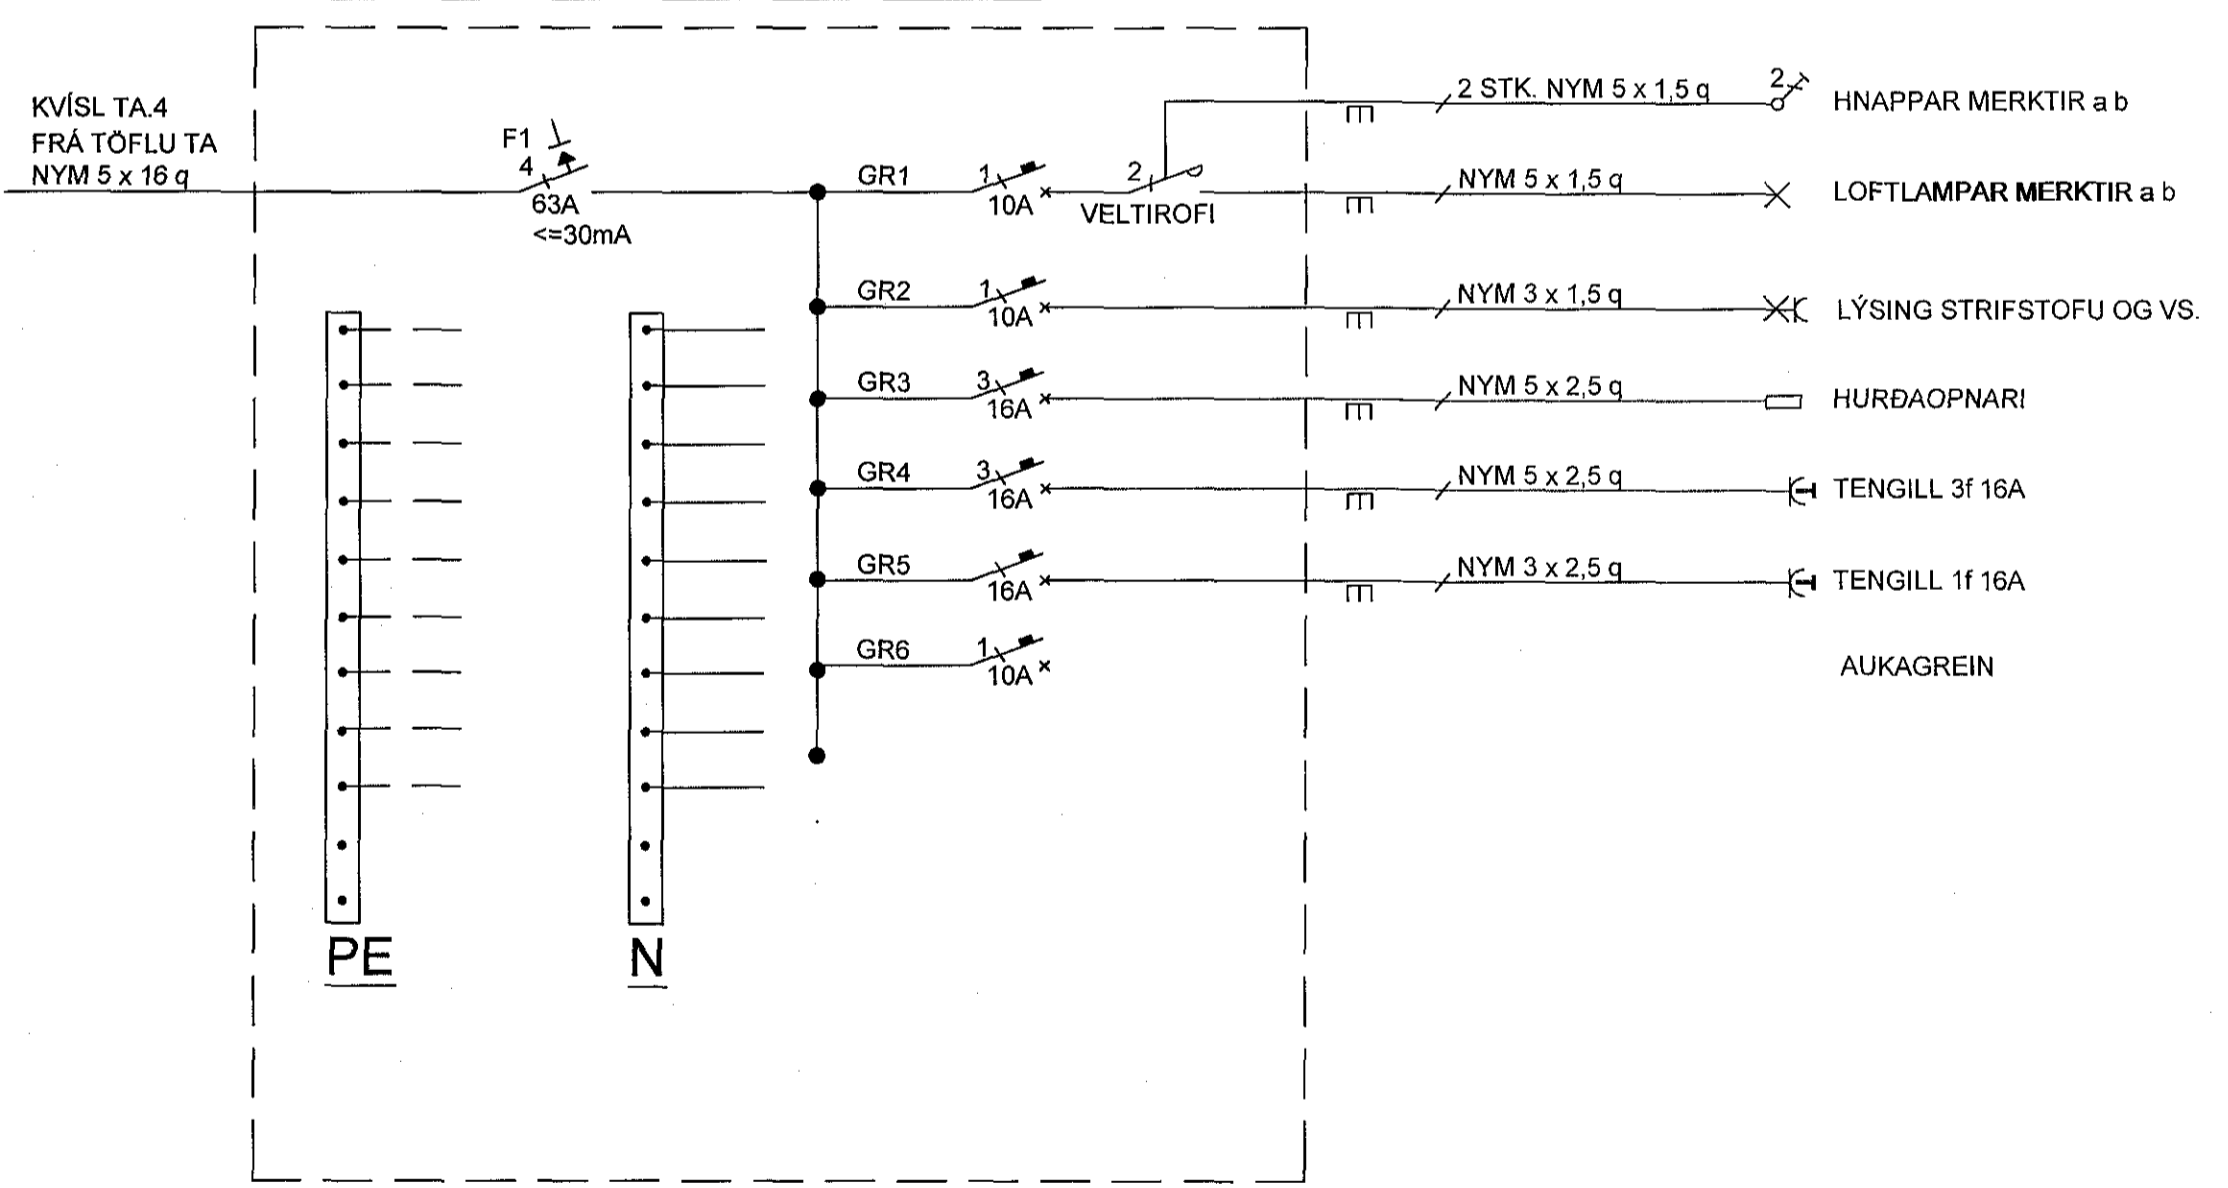 KVÍSL TA.4
FRÁ TÖFLU TA
NYM 5 x 16 q
F1
4
63A
<=30mA
2 STK. NYM 5 x 1,5 q
2
HNAPPAR MERKTIR a b
GR1
1
10A
2
VELTIROFI
NYM 5 x 1,5 q
LOFTLAMPAR MERKTIR a b
GR2
1
10A
NYM 3 x 1,5 q
LÝSING STRIFSTOFU OG VS.
GR3
3
16A
NYM 5 x 2,5 q
HURÐAOPNARI
GR4
3
16A
NYM 5 x 2,5 q
TENGILL 3f 16A
GR5
16A
NYM 3 x 2,5 q
TENGILL 1f 16A
GR6
1
10A
AUKAGREIN
PE
N